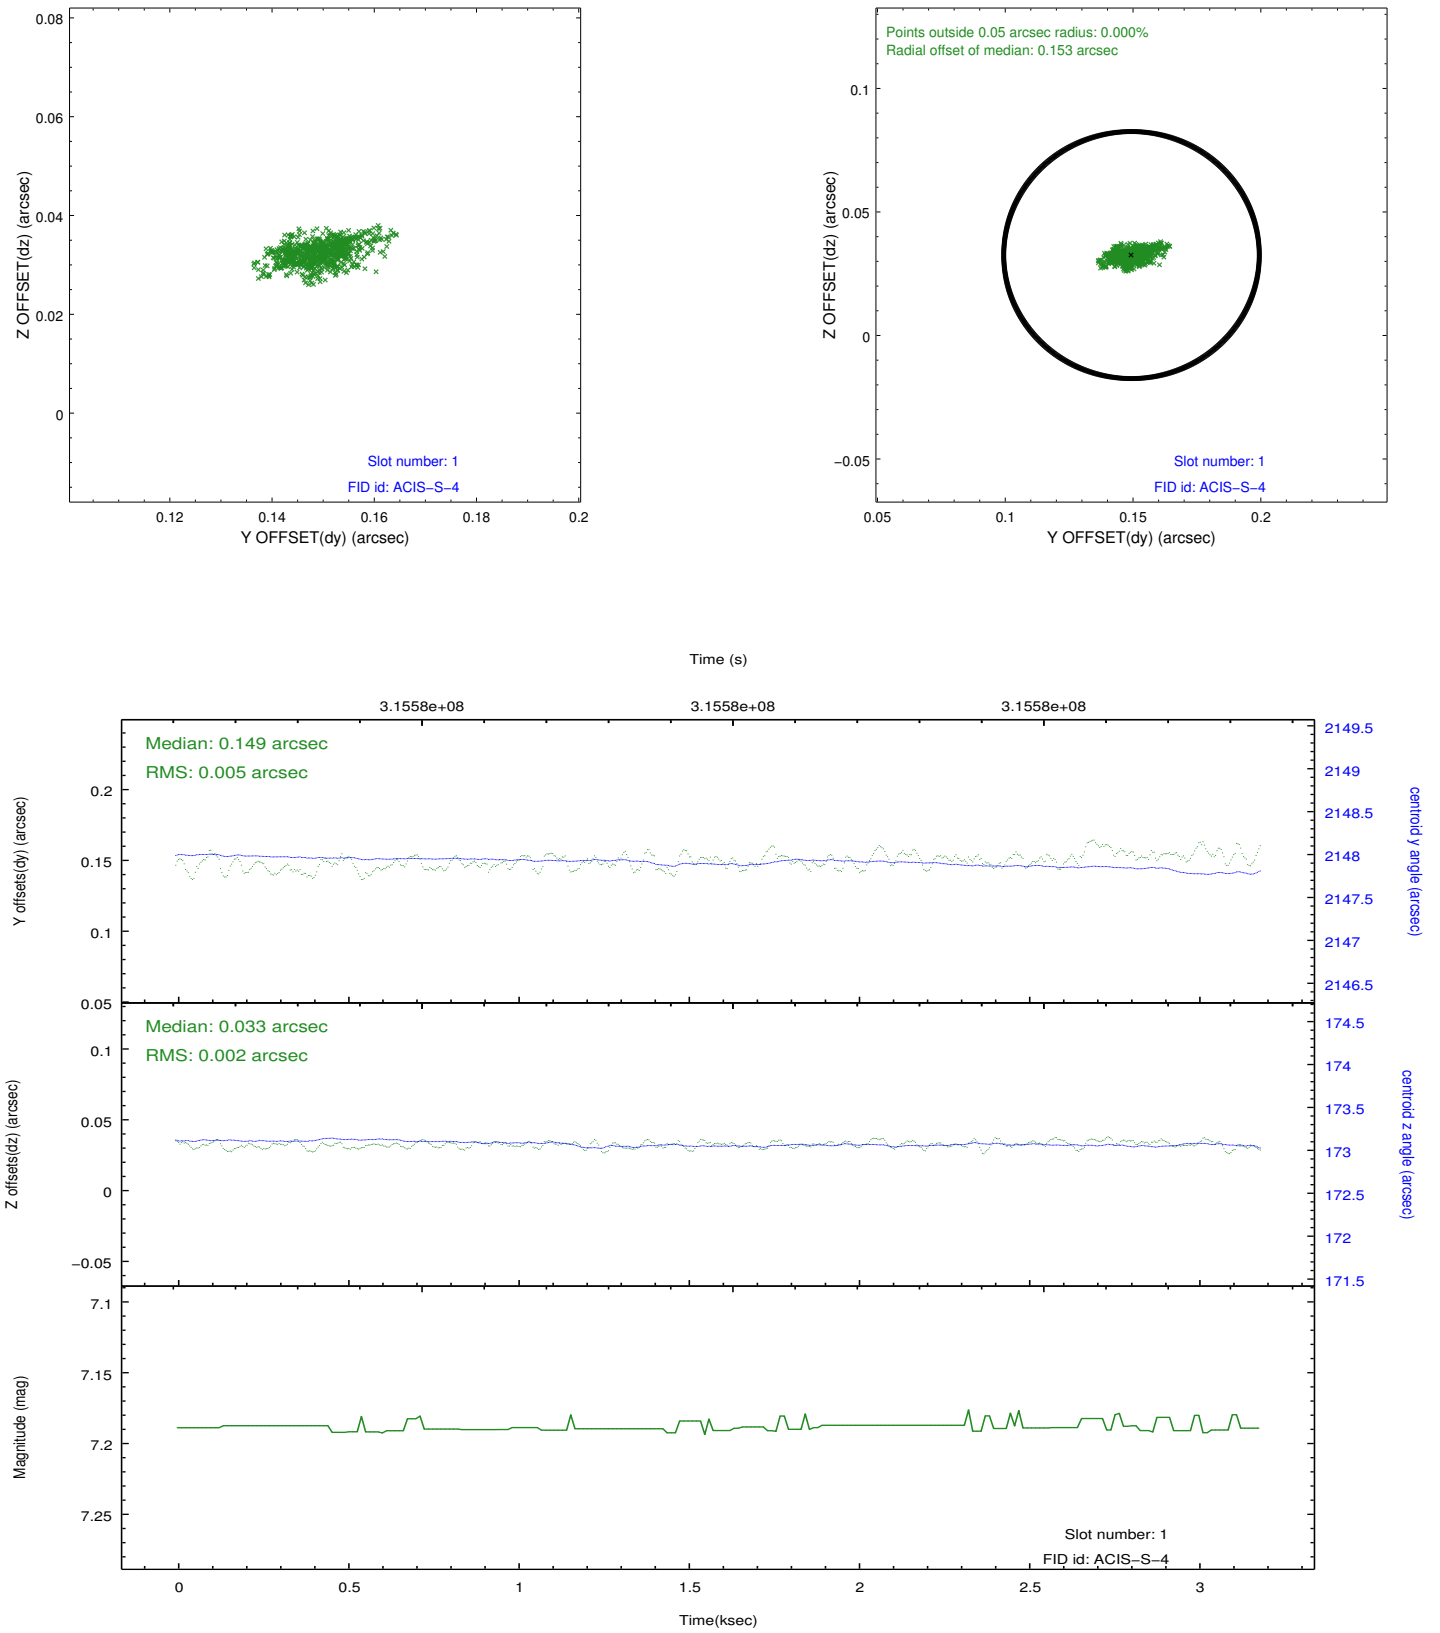 0.08
0.06
0.04
0.02
0
0.12
0.14
0.16
0.18
0.2
Z OFFSET(dz) (arcsec)
Y OFFSET(dy) (arcsec)
Slot number: 1
FID id: ACIS−S−4
Points outside 0.05 arcsec radius: 0.000%
Radial offset of median: 0.153 arcsec
0.1
0.05
0
−0.05
0.05
0.1
0.15
0.2
Z OFFSET(dz) (arcsec)
Y OFFSET(dy) (arcsec)
Slot number: 1
FID id: ACIS−S−4
Time (s)
3.1558e+08
3.1558e+08
3.1558e+08
Median: 0.149 arcsec
RMS: 0.005 arcsec
0.2
0.15
0.1
0.05
Y offsets(dy) (arcsec)
2149.5
2149
2148.5
2148
2147.5
2147
2146.5
centroid y angle (arcsec)
Median: 0.033 arcsec
RMS: 0.002 arcsec
0.1
0.05
0
−0.05
Z offsets(dz) (arcsec)
174.5
174
173.5
173
172.5
172
171.5
centroid z angle (arcsec)
7.1
7.15
7.2
7.25
Magnitude (mag)
Slot number: 1
FID id: ACIS−S−4
0
0.5
1
1.5
2
2.5
3
Time(ksec)